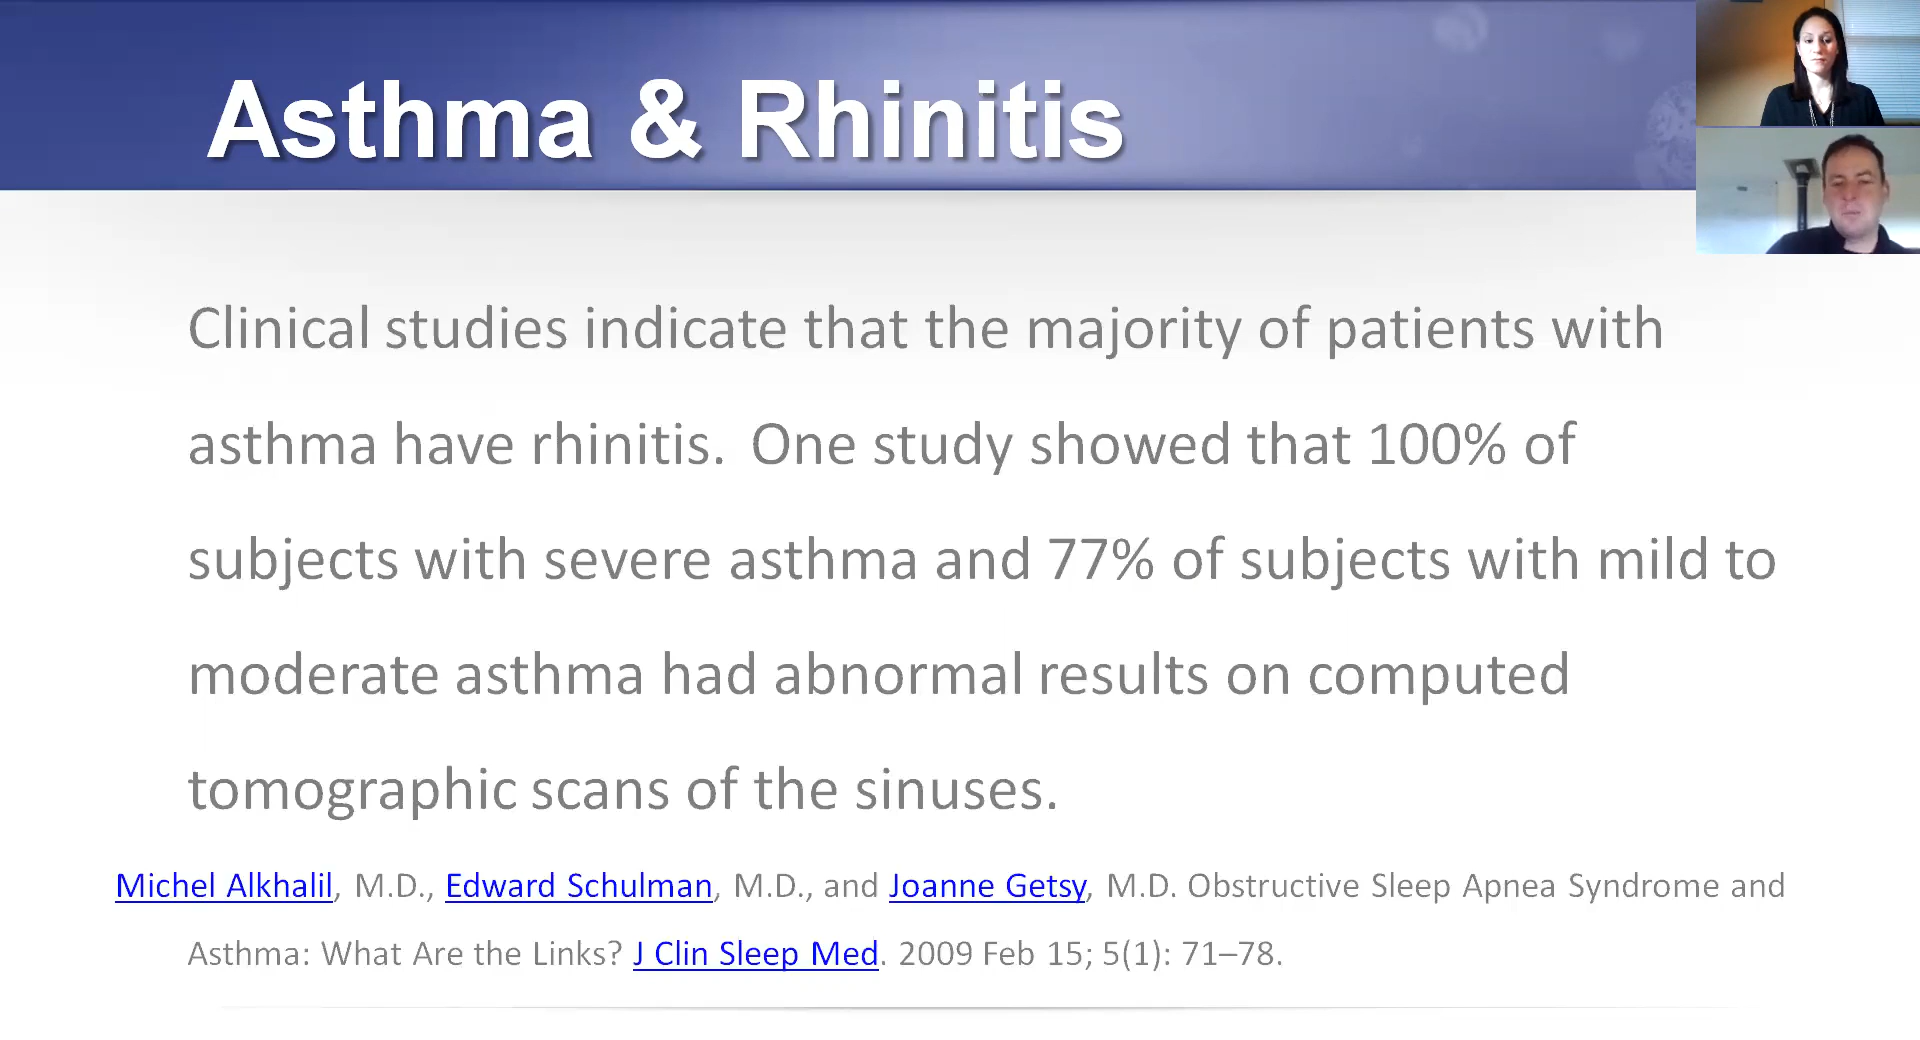 Asthma & Rhinitis
Clinical studies indicate that the majority of patients with
asthma have rhinitis.  One study showed that 100% of
subjects with severe asthma and 77% of subjects with mild to
moderate asthma had abnormal results on computed
tomographic scans of the sinuses.
Michel Alkhalil, M.D., Edward Schulman, M.D., and Joanne Getsy, M.D. Obstructive Sleep Apnea Syndrome and
Asthma: What Are the Links? J Clin Sleep Med. 2009 Feb 15; 5(1): 71–78.